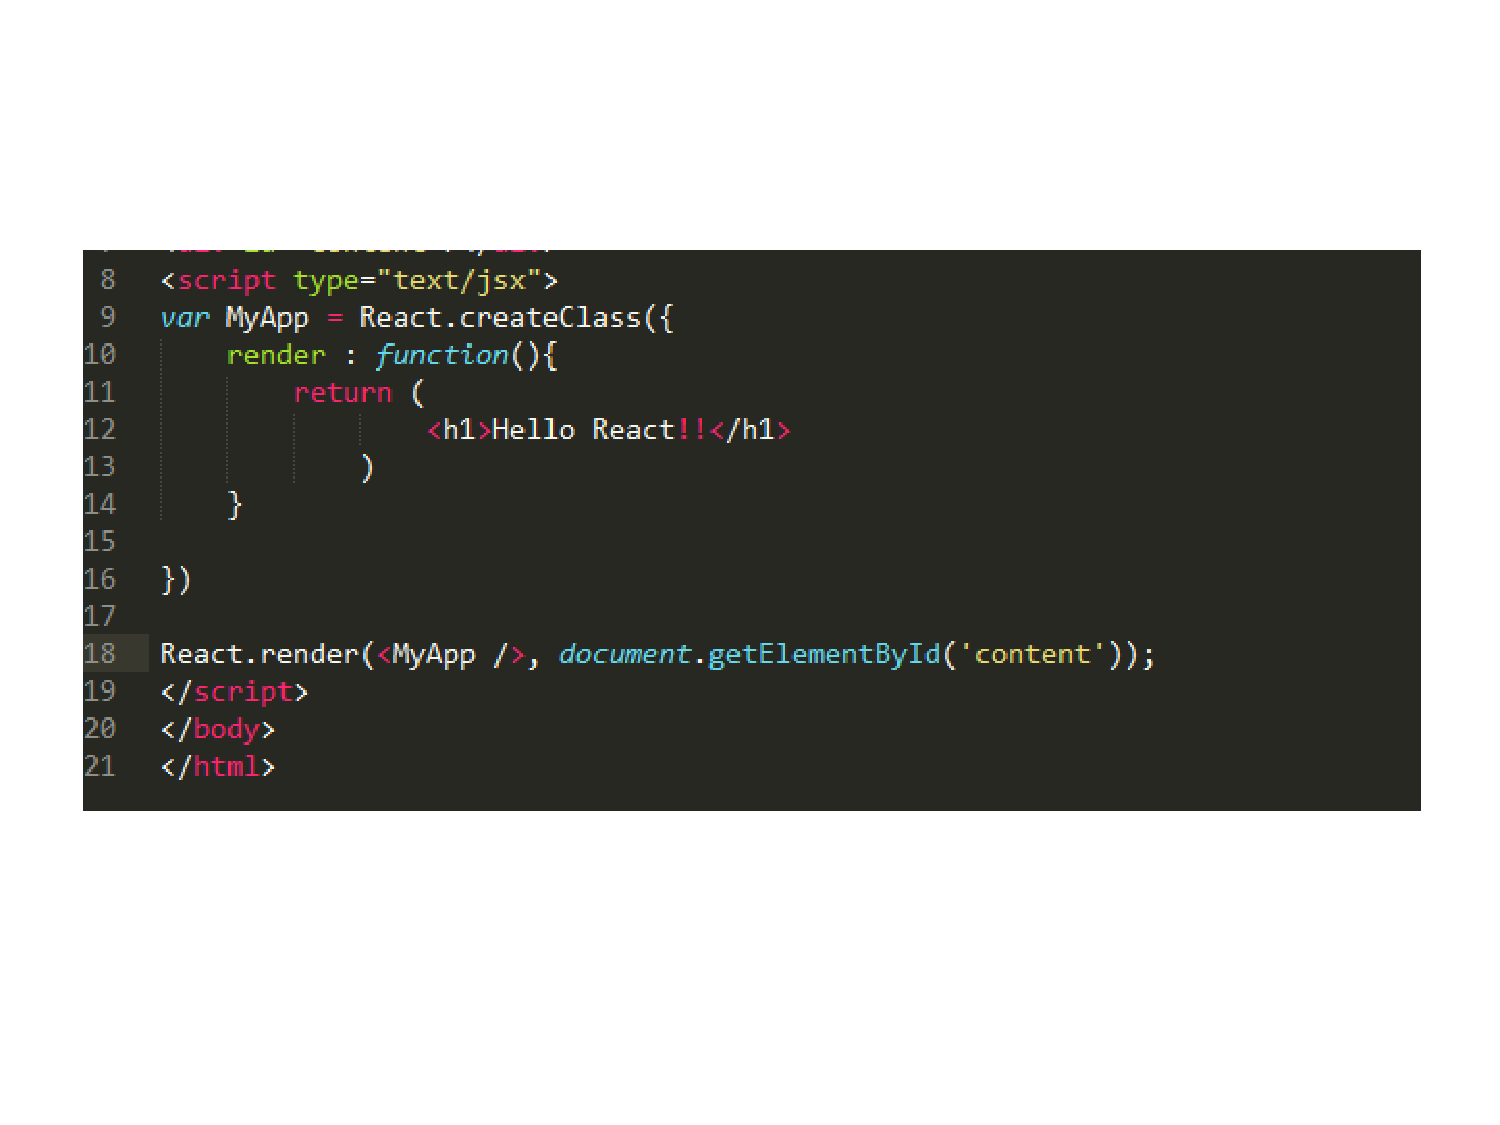 8 <script type="text/jsx">
9 var MyApp = React.createClass({
10 render : function(){
11 return (
12 <h1>Hello React!!</h1>
13 )
14 }
15
16 })
17
18 React.render(<MyApp />, document.getElementById('content'));
19 </script>
20 </body>
21 </html>